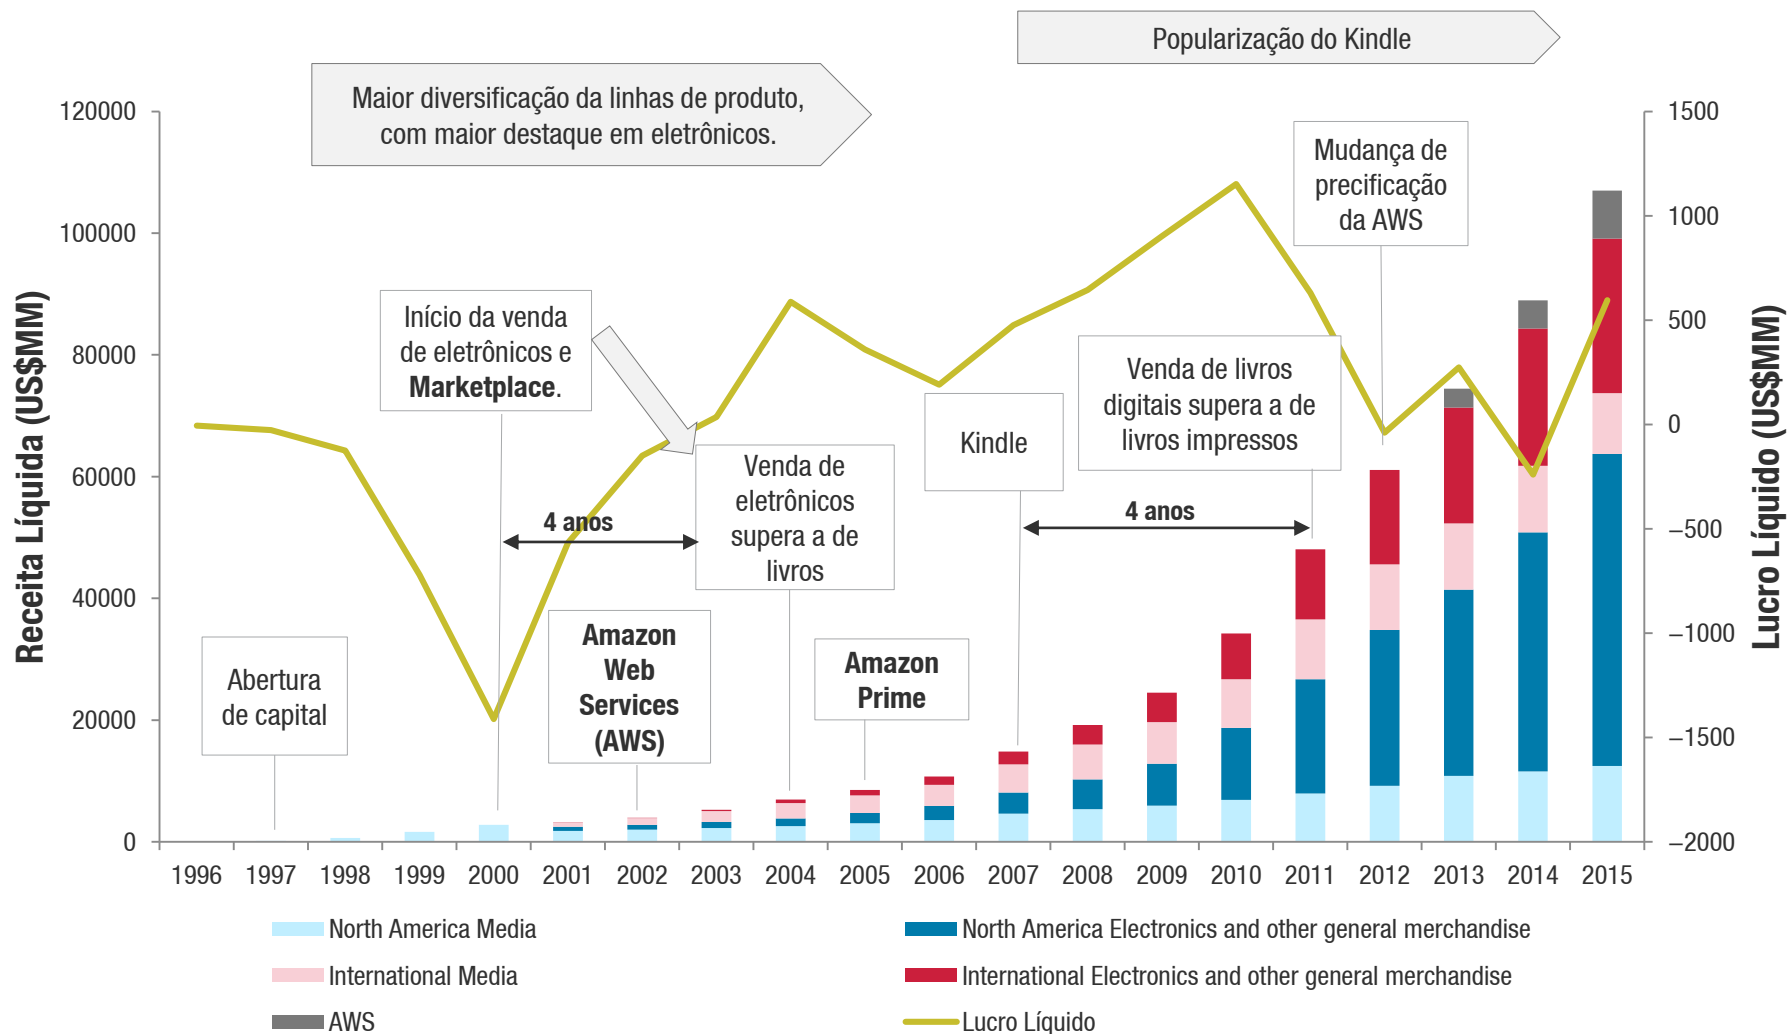 Popularização do Kindle
Maior diversificação da linhas de produto,
com maior destaque em eletrônicos.
Receita Líquida (US$MM)
120000
100000
80000
60000
40000
20000
0
Lucro Líquido (US$MM)
1500
1000
500
0
−500
−1000
−1500
−2000
Mudança de
precificação
da AWS
Início da venda
de eletrônicos e
Marketplace.
Venda de livros
digitais supera a de
livros impressos
Kindle
Venda de
eletrônicos
supera a de
livros
4 anos
4 anos
Amazon
Web
Services
(AWS)
Amazon
Prime
Abertura
de capital
1996 1997 1998 1999 2000 2001 2002 2003 2004 2005 2006 2007 2008 2009 2010 2011 2012 2013 2014 2015
North America Media
North America Electronics and other general merchandise
International Media
International Electronics and other general merchandise
AWS
Lucro Líquido